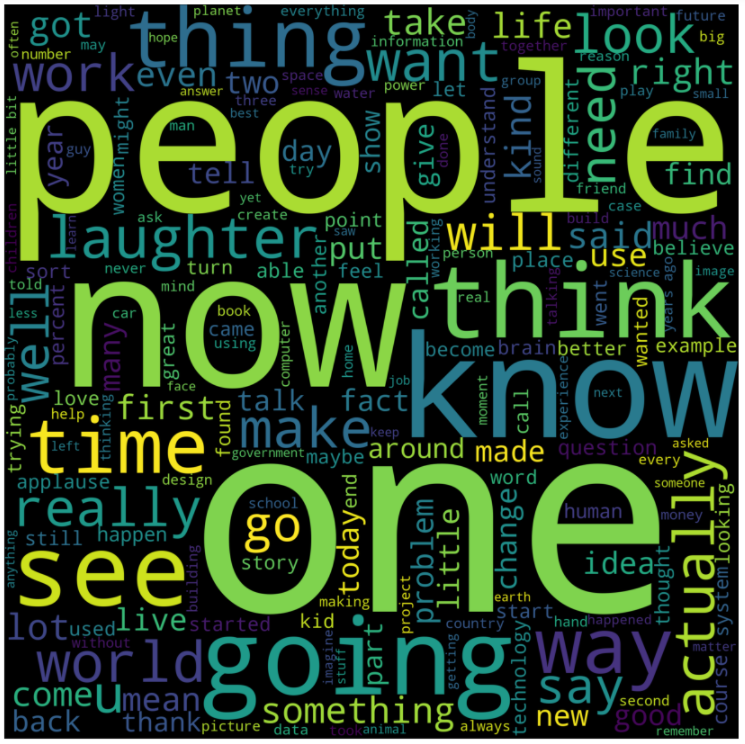 often
may
light
hope
planet
everything
body
important
future
got
thing
take
life
look
number
information
together
reason
big
work
even
two
want
answer
space
three
sense
water
power
let
group
play
small
right
people
little bit
year
guy
might
women
man
best
day
try
done
show
give
understand
kind
sound
different
need
family
tell
friend
find
children
learn
laughter
ask
yet
create
saw
point
put
another
called
working
will
build
case
said
much
person
place
use
believe
sort
never
turn
able
feel
told
less
well
percent
many
car
mind
now
real
think
talking
science
image
went
years ago
book
came
using
great
computer
home
become
brain
better
wanted
example
probably
trying
love
face
first
talk
fact
job
moment
call
know
experience
next
help
left
thinking
time
found
make
maybe
keep
around
made
question
every
asked
someone
applause
design
government
end
word
actually
looking
really
still
happen
school
go
one
human
money
anything
see
building
story
today
problem
little
change
idea
thought
lot
used
live
started
making
kid
project
country
earth
start
hand
happened
system
without
world
going
imagine
stuff
part
getting
technology
way
matter
course
come
u
mean
something
say
new
good
second
back
thank
picture
data
took
animal
always
remember